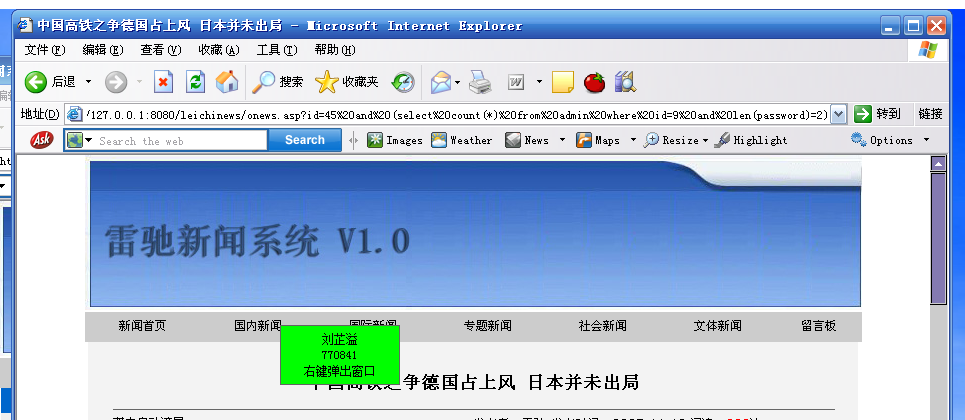 中国高铁之争德国占上风 日本并未出局 - Microsoft Internet Explorer
文件(F) 编辑(E) 查看(V) 收藏(A) 工具(T) 帮助(H)
后退 搜索 收藏夹
地址(D) /127.0.0.1:8080/leichinews/onews.asp?id=45%20and%20(select%20count(*)%20from%20admin%20where%20id=9%20and%20len(password)=2) 转到 链接
Ask Search the web Search Images Weather News Maps Resize Highlight Options
雷驰新闻系统 V1.0
新闻首页 国内新闻 国际新闻 专题新闻 社会新闻 文体新闻 留言板
刘芷溢
770841
右键弹出窗口
中国高铁之争德国占上风 日本并未出局